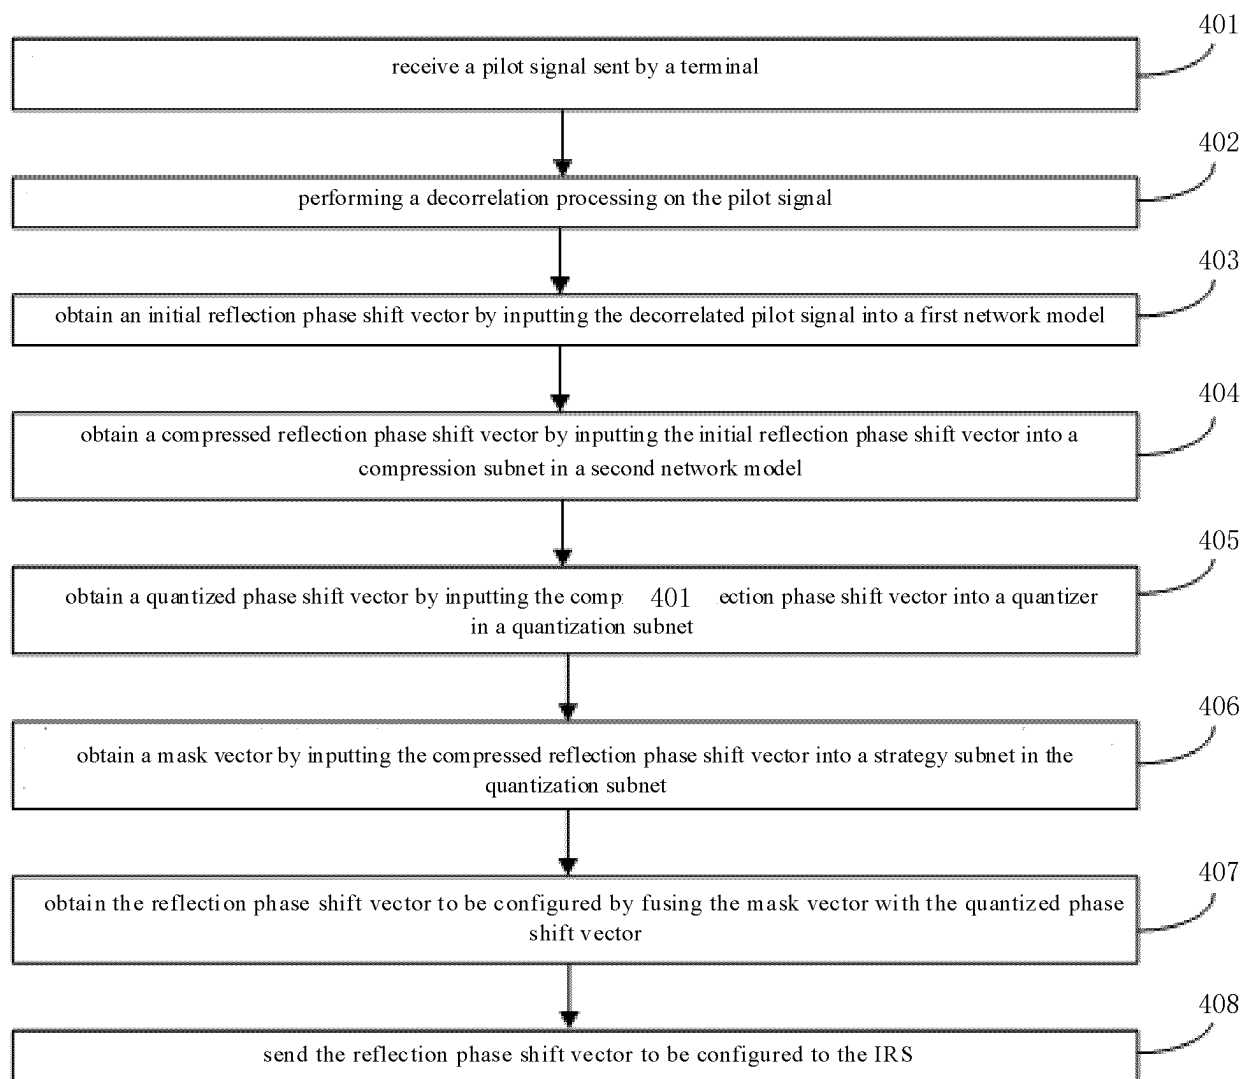 401
receive a pilot signal sent by a terminal
402
performing a decorrelation processing on the pilot signal
403
obtain an initial reflection phase shift vector by inputting the decorrelated pilot signal into a first network model
404
obtain a compressed reflection phase shift vector by inputting the initial reflection phase shift vector into a
compression subnet in a second network model
405
obtain a quantized phase shift vector by inputting the comp 401 ection phase shift vector into a quantizer
in a quantization subnet
406
obtain a mask vector by inputting the compressed reflection phase shift vector into a strategy subnet in the
quantization subnet
407
obtain the reflection phase shift vector to be configured by fusing the mask vector with the quantized phase
shift vector
408
send the reflection phase shift vector to be configured to the IRS